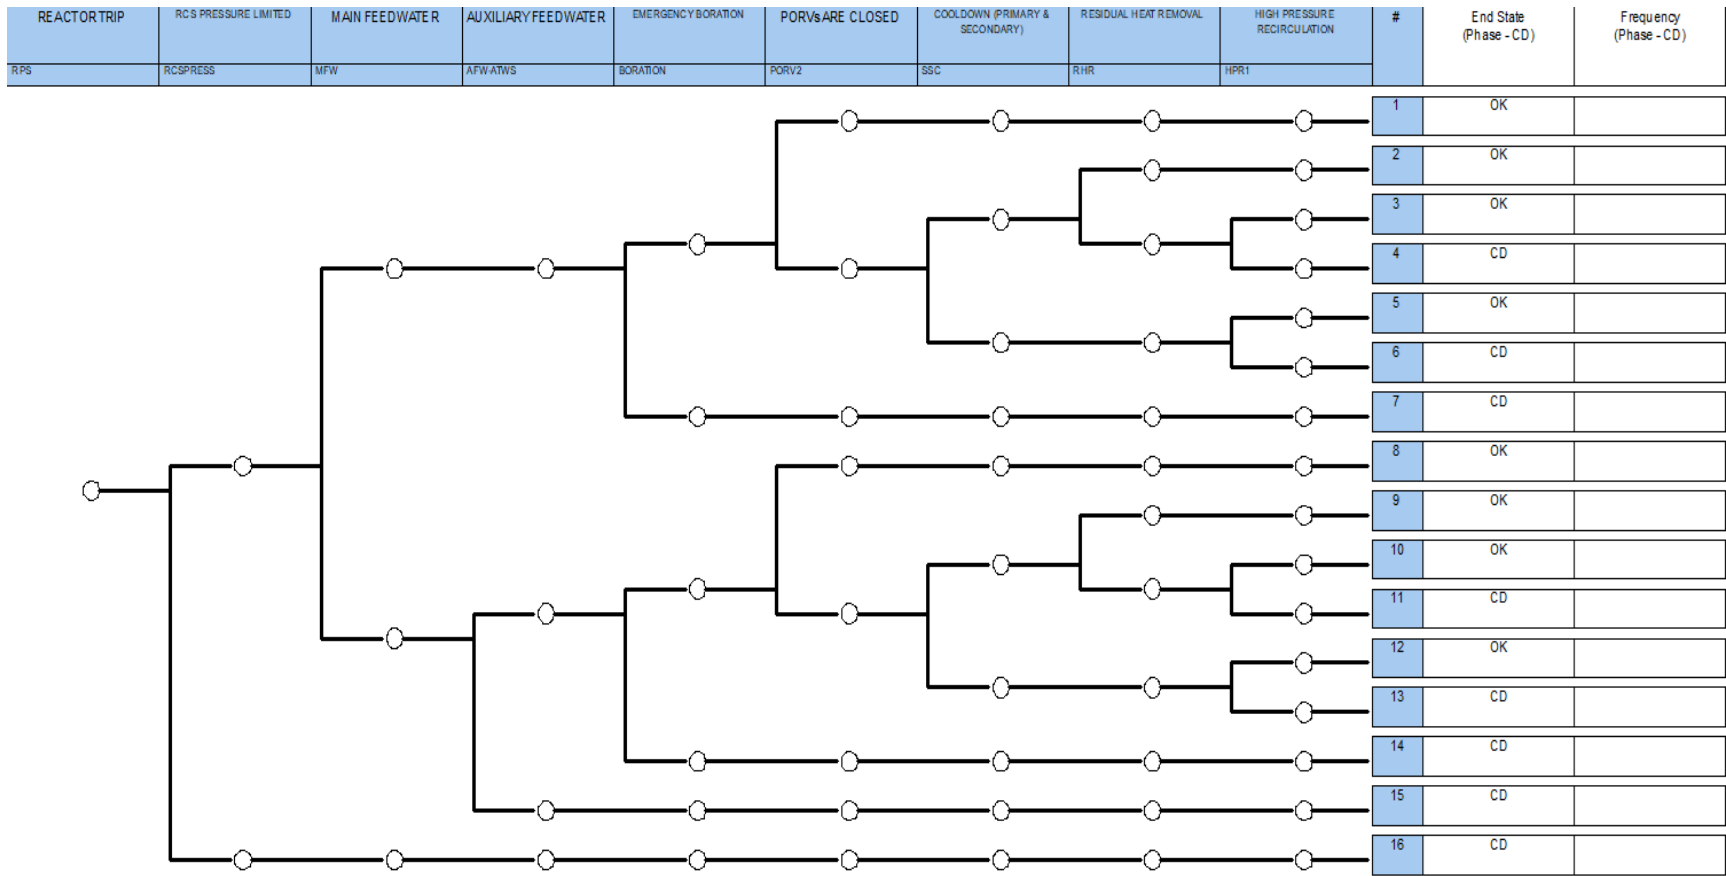 REACTOR TRIP
RCS PRESSURE LIMITED
MAIN FEEDWATER
AUXILIARY FEEDWATER
EMERGENCY BORATION
PORVs ARE CLOSED
COOLDOWN (PRIMARY &
SECONDARY)
RESIDUAL HEAT REMOVAL
HIGH PRESSURE
RECIRCULATION
#
End State
(Phase - CD)
Frequency
(Phase - CD)
RPS
RCSPRESS
MFW
AFW-ATWS
BORATION
PORV2
SSC
RHR
HPR1
1 OK
2 OK
3 OK
4 CD
5 OK
6 CD
7 CD
8 OK
9 OK
10 OK
11 CD
12 OK
13 CD
14 CD
15 CD
16 CD